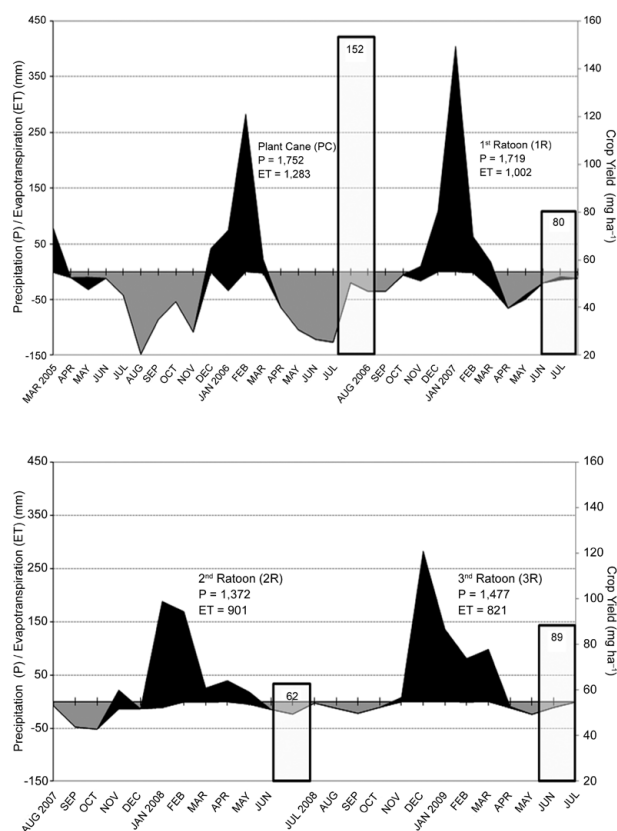 450
350
250
150
50
-50
-150
Precipitation (P) / Evapotranspiration (ET) (mm)
160
140
120
100
80
60
40
20
Crop Yield (mg ha⁻¹)
152
Plant Cane (PC)
P = 1,752
ET = 1,283
1st Ratoon (1R)
P = 1,719
ET = 1,002
80
MAR 2005
APR
MAY
JUN
JUL
AUG
SEP
OCT
NOV
DEC
JAN 2006
FEB
MAR
APR
MAY
JUN
JUL
AUG 2006
SEP
OCT
NOV
DEC
JAN 2007
FEB
MAR
APR
MAY
JUN
JUL
450
350
250
150
50
-50
-150
Precipitation (P) / Evapotranspiration (ET) (mm)
160
140
120
100
80
60
40
20
Crop Yield (mg ha⁻¹)
2nd Ratoon (2R)
P = 1,372
ET = 901
3nd Ratoon (3R)
P = 1,477
ET = 821
62
89
AUG 2007
SEP
OCT
NOV
DEC
JAN 2008
FEB
MAR
APR
MAY
JUN
JUL 2008
AUG
SEP
OCT
NOV
DEC
JAN 2009
FEB
MAR
APR
MAY
JUN
JUL